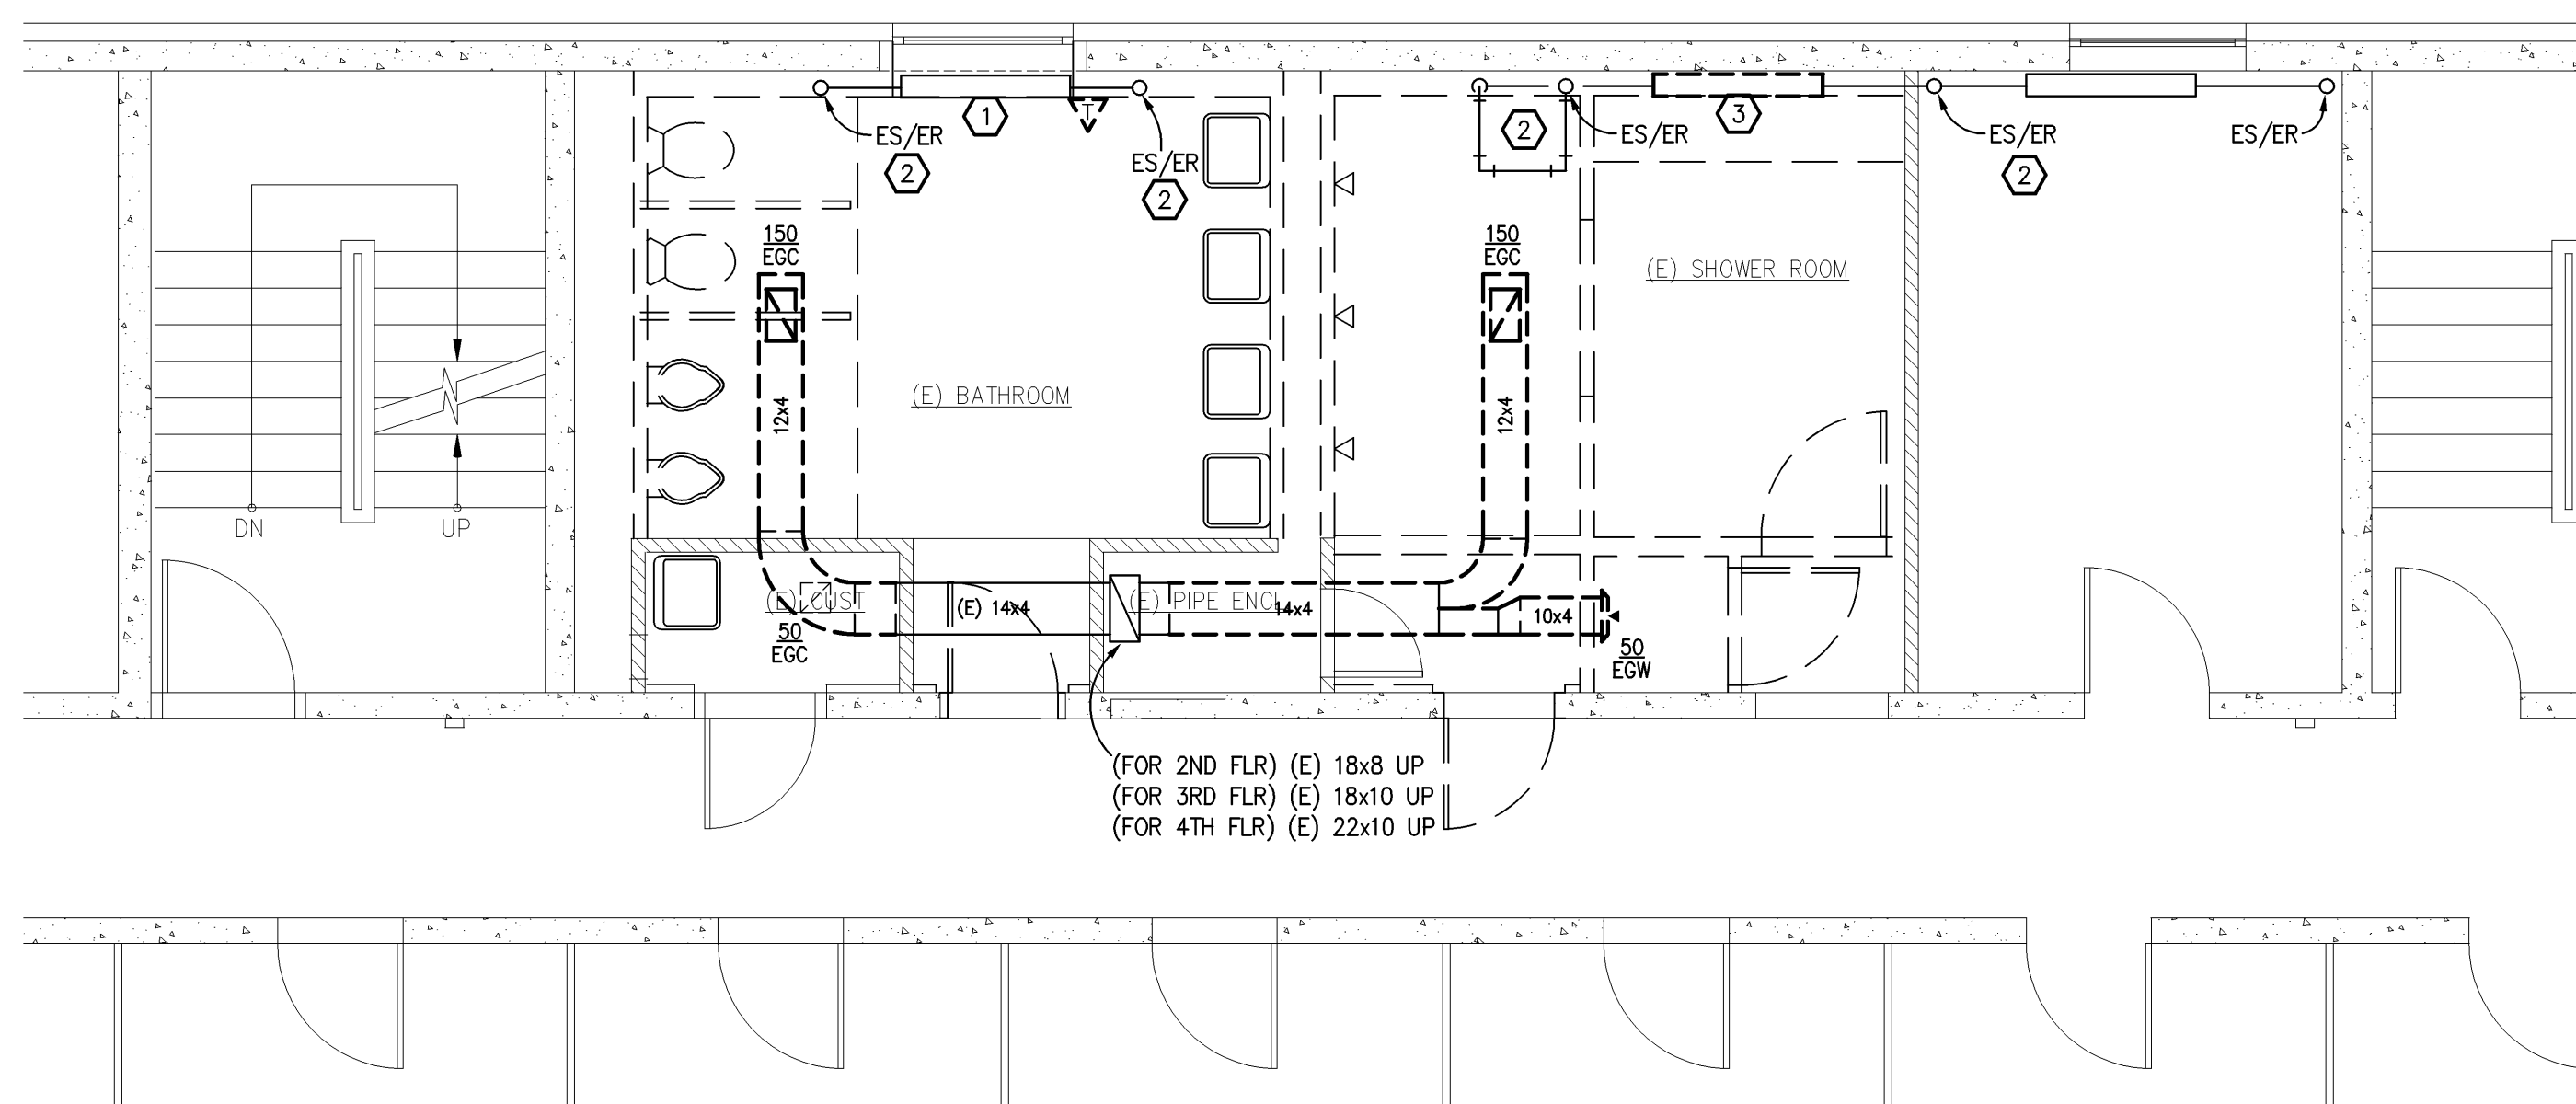 1
T
2
3
ES/ER
2
ES/ER
2
ES/ER
ES/ER
2
ES/ER
150
EGC
150
EGC
(E) SHOWER ROOM
(E) BATHROOM
12x4
12x4
DN
UP
(E) CUST
(E) 14x4
(E) PIPE ENCL
14x4
10x4
50
EGC
50
EGW
(FOR 2ND FLR) (E) 18x8 UP
(FOR 3RD FLR) (E) 18x10 UP
(FOR 4TH FLR) (E) 22x10 UP